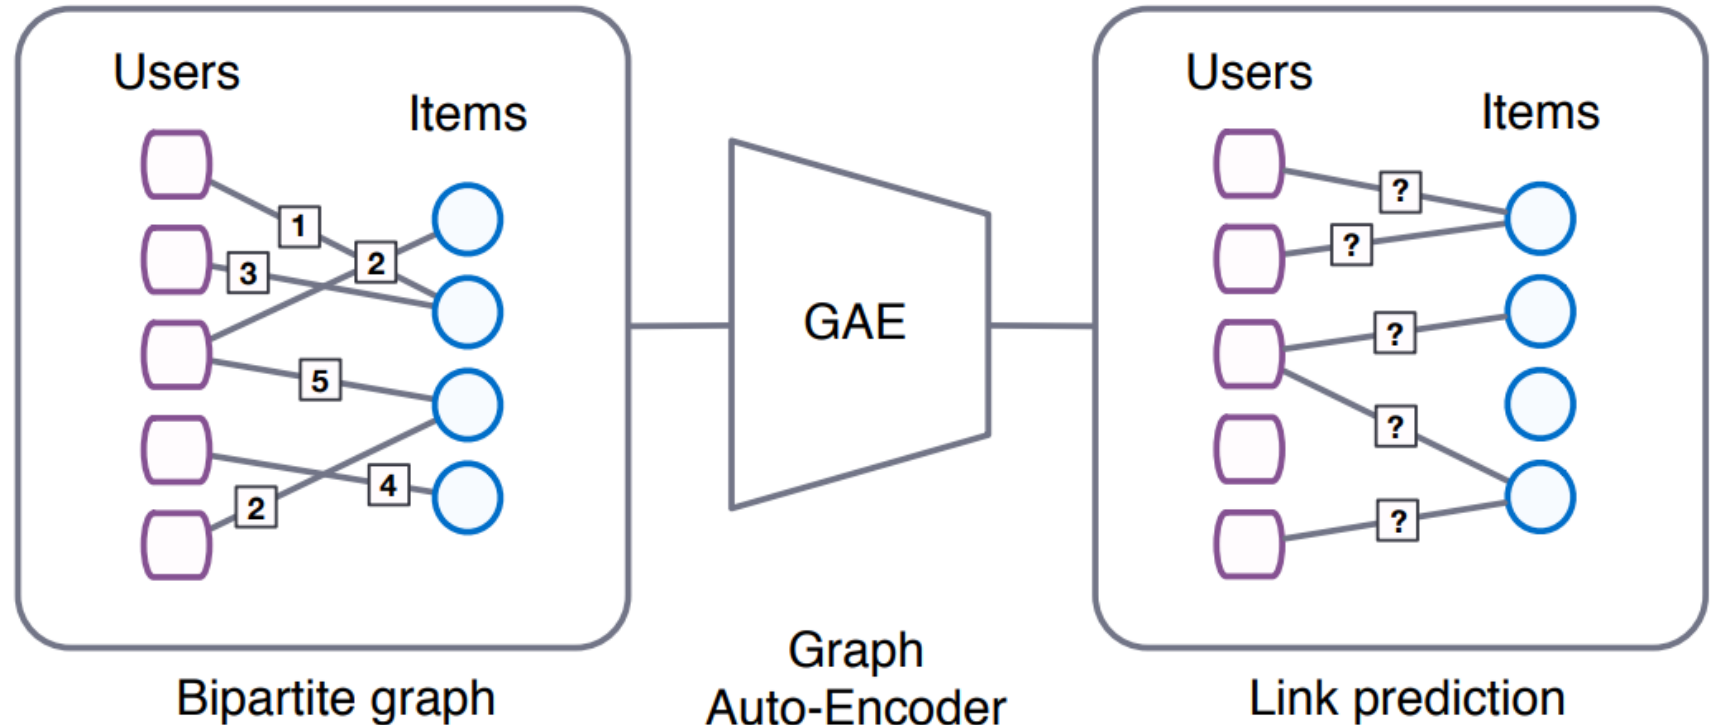 Users
Items
1
2
3
5
4
2
Bipartite graph
GAE
Graph
Auto-Encoder
Users
Items
?
?
?
?
?
Link prediction